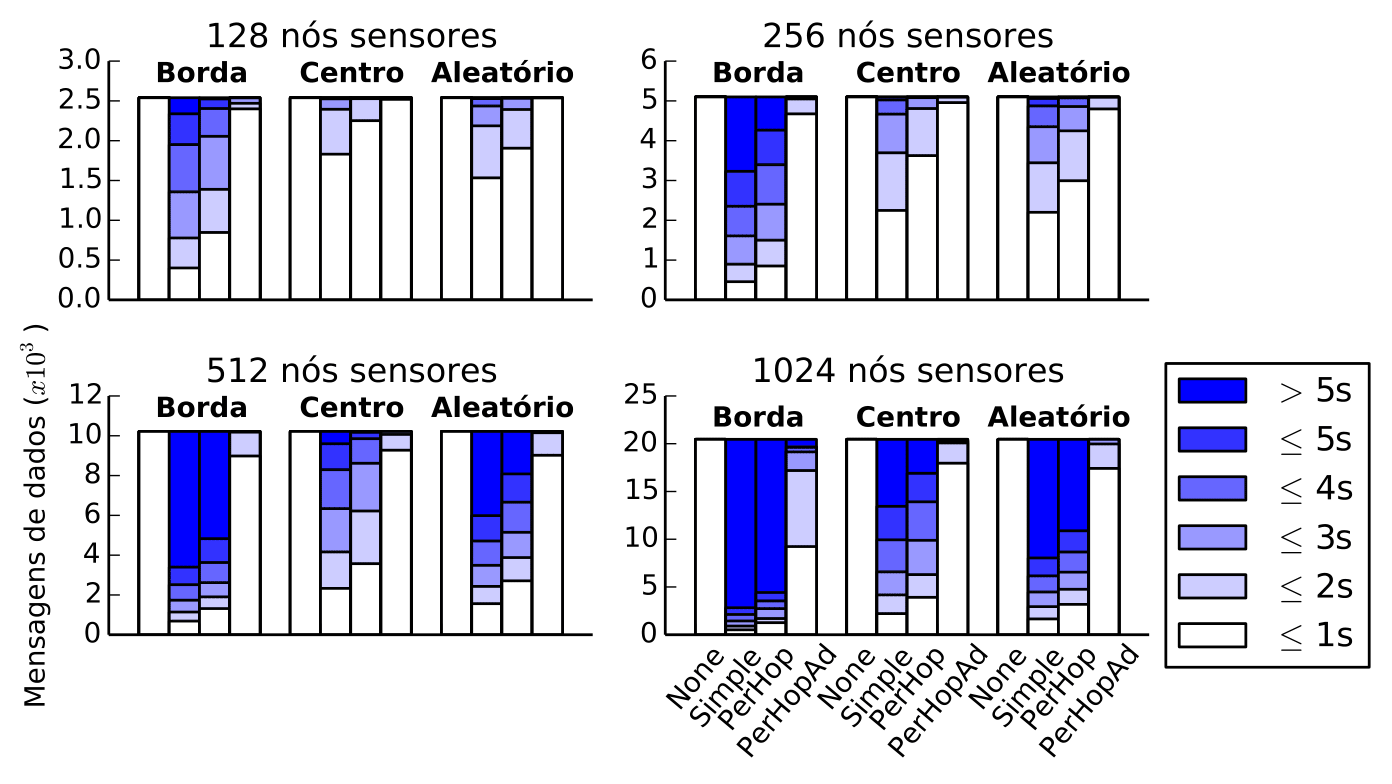 128 nós sensores
Borda Centro Aleatório
3.0
2.5
2.0
1.5
1.0
0.5
0.0
256 nós sensores
Borda Centro Aleatório
6
5
4
3
2
1
0
Mensagens de dados (x10³)
512 nós sensores
Borda Centro Aleatório
12
10
8
6
4
2
0
1024 nós sensores
Borda Centro Aleatório
25
20
15
10
5
0
None Simple PerHop PerHopAd None Simple PerHop PerHopAd None Simple PerHop PerHopAd
> 5s
≤ 5s
≤ 4s
≤ 3s
≤ 2s
≤ 1s